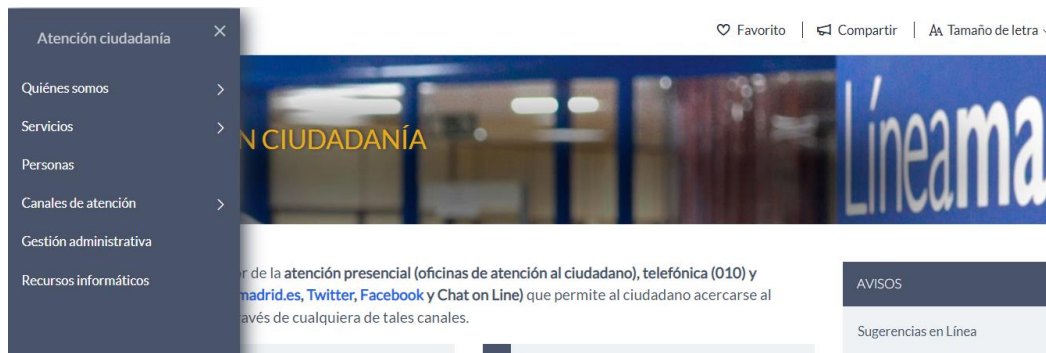 Atención ciudadanía
Favorito
Compartir
AA Tamaño de letra
Quiénes somos
Servicios
Personas
Canales de atención
Gestión administrativa
Recursos informáticos
N CIUDADANÍA
Líneama
de la atención presencial (oficinas de atención al ciudadano), telefónica (010) y
madrid.es, Twitter, Facebook y Chat on Line) que permite al ciudadano acercarse al
través de cualquiera de tales canales.
AVISOS
Sugerencias en Línea